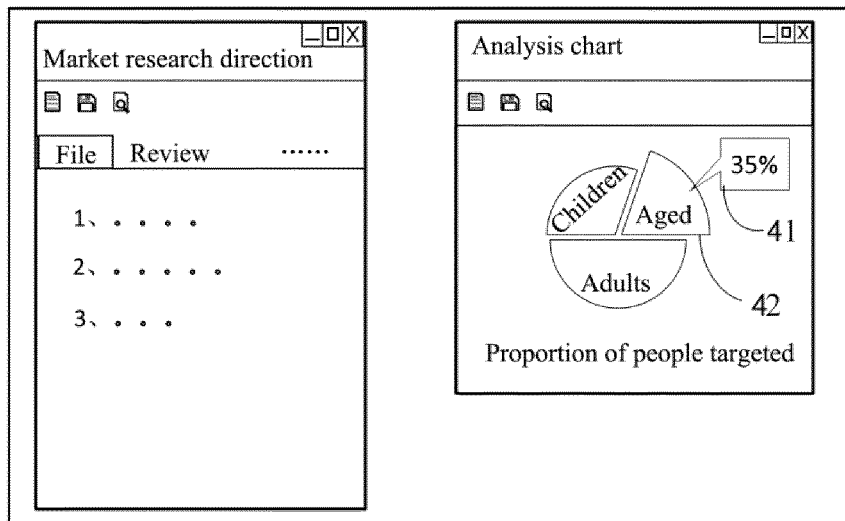 Market research direction
File Review ……
1、。。。。
2、。。。。。
3、。。。
Analysis chart
35%
Children
Aged
41
Adults
42
Proportion of people targeted